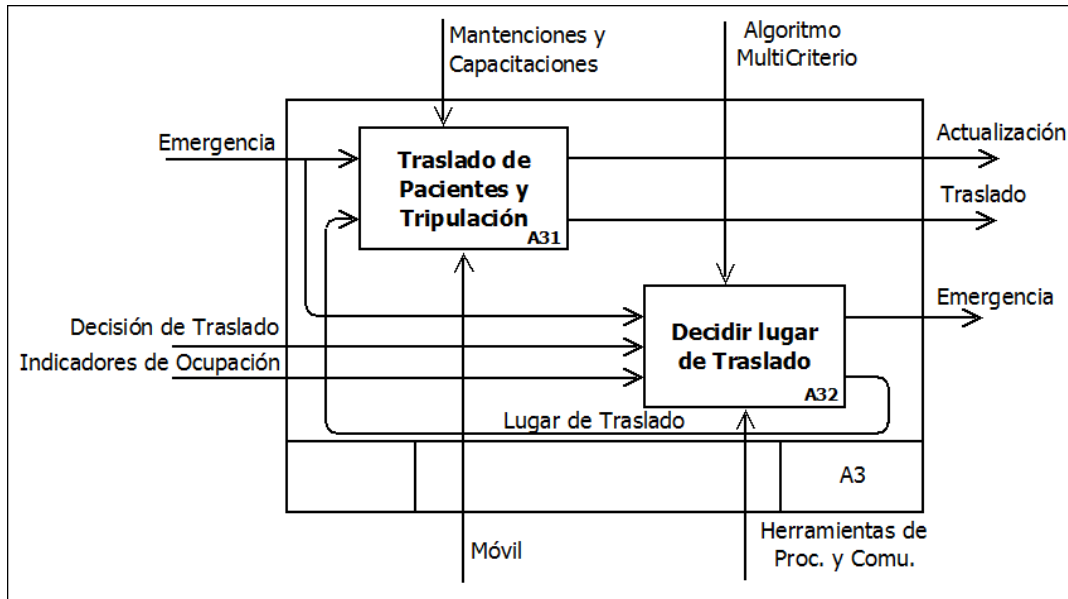 Mantenciones y
Capacitaciones
Algoritmo
MultiCriterio
Emergencia
Traslado de
Pacientes y
Tripulación
A31
Actualización
Traslado
Decisión de Traslado
Indicadores de Ocupación
Decidir lugar
de Traslado
A32
Emergencia
Lugar de Traslado
A3
Móvil
Herramientas de
Proc. y Comu.